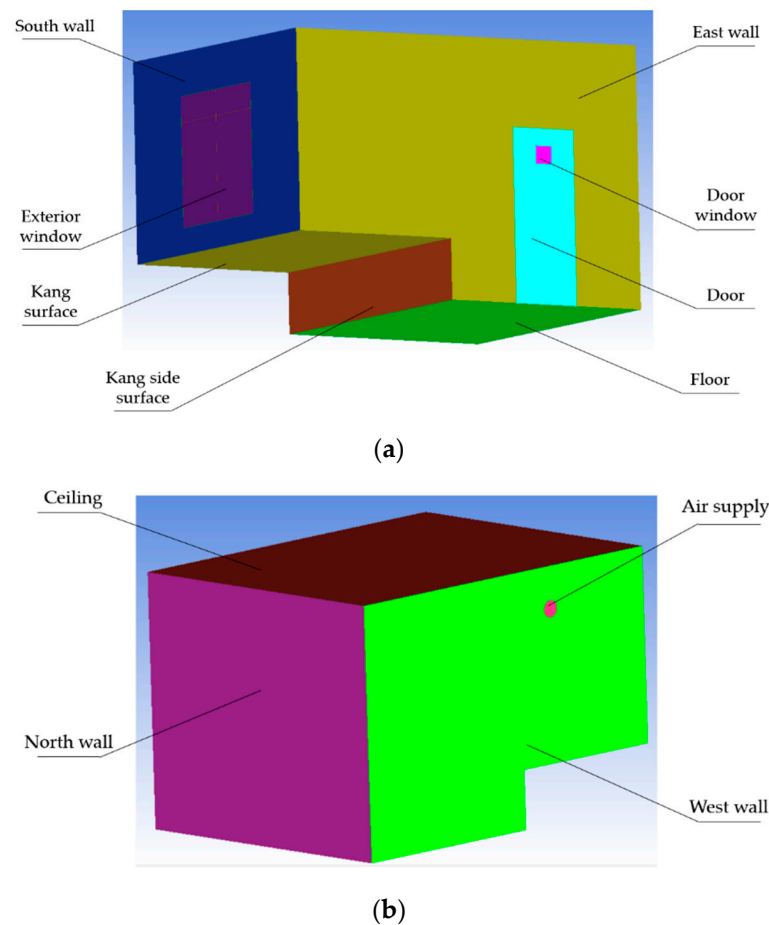 South wall
East wall
Exterior
window
Door
window
Kang
surface
Door
Kang side
surface
Floor
(a)
Ceiling
Air supply
North wall
West wall
(b)